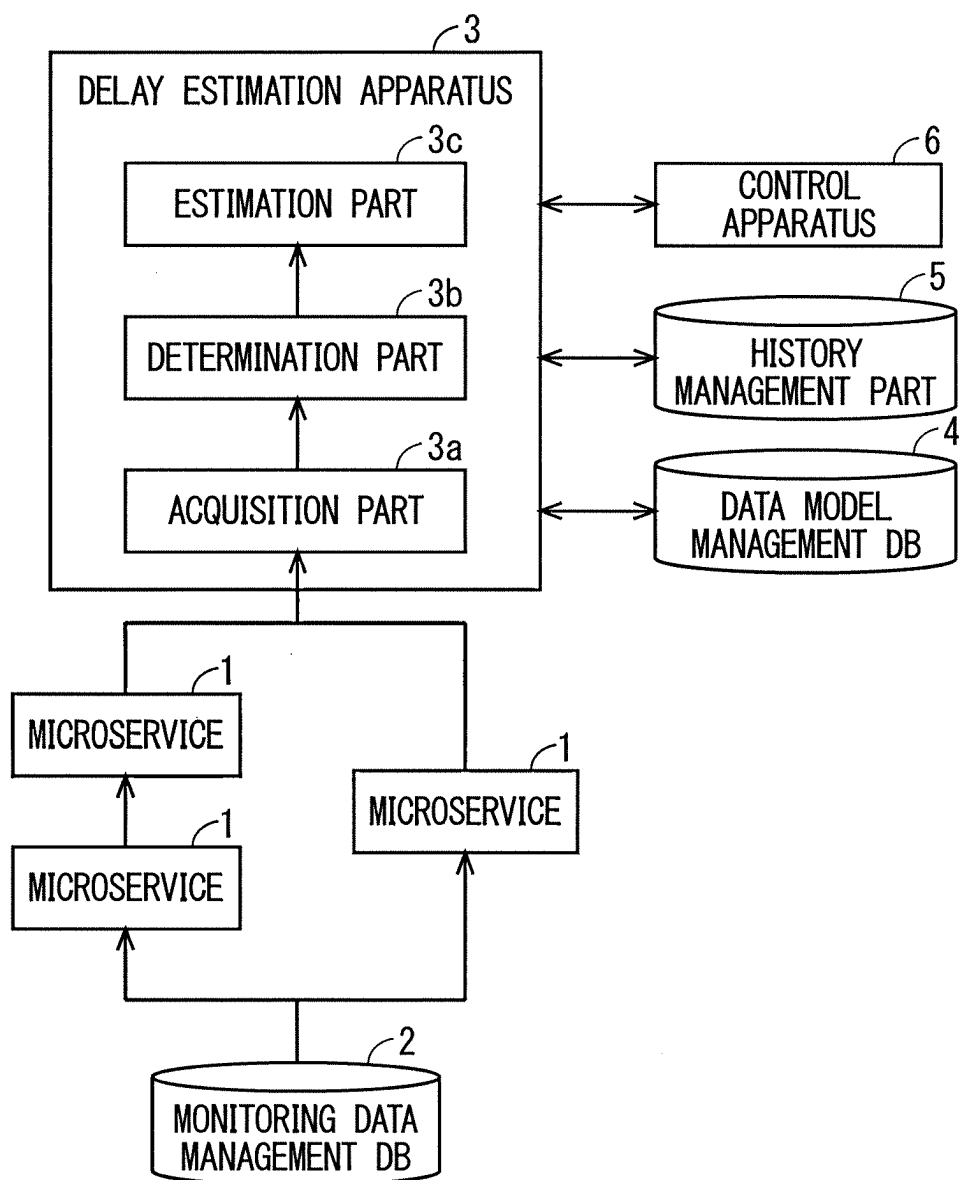 3
DELAY ESTIMATION APPARATUS
3c
ESTIMATION PART
6
CONTROL
APPARATUS
3b
DETERMINATION PART
5
HISTORY
MANAGEMENT PART
3a
ACQUISITION PART
4
DATA MODEL
MANAGEMENT DB
1
MICROSERVICE
1
MICROSERVICE
1
MICROSERVICE
2
MONITORING DATA
MANAGEMENT DB